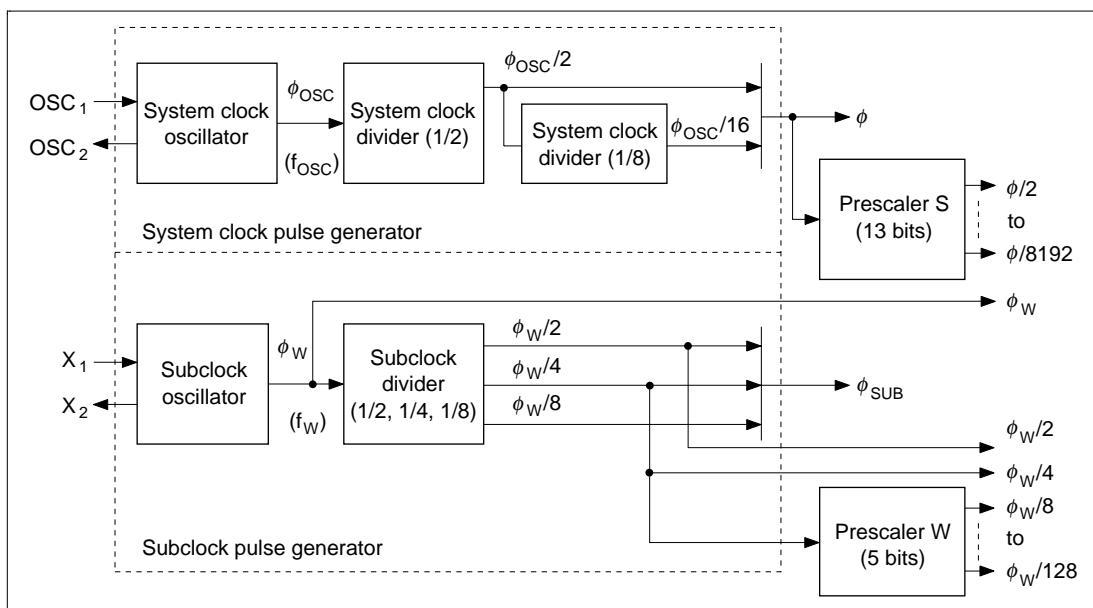 OSC1
OSC2
System clock
oscillator
ϕOSC
(fOSC)
System clock
divider (1/2)
ϕOSC/2
System clock
divider (1/8)
ϕOSC/16
ϕ
Prescaler S
(13 bits)
ϕ/2
to
ϕ/8192
System clock pulse generator
X1
X2
Subclock
oscillator
ϕW
(fW)
Subclock
divider
(1/2, 1/4, 1/8)
ϕW/2
ϕW/4
ϕW/8
ϕW
ϕSUB
ϕW/2
ϕW/4
Prescaler W
(5 bits)
ϕW/8
to
ϕW/128
Subclock pulse generator